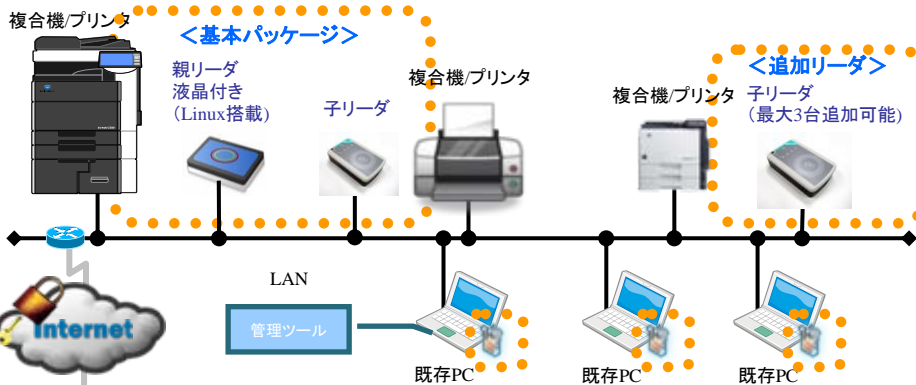 複合機/プリンタ
<基本パッケージ>
親リーダ
液晶付き
(Linux搭載)
子リーダ
複合機/プリンタ
複合機/プリンタ
<追加リーダ>
子リーダ
(最大3台追加可能)
LAN
Internet
管理ツール
既存PC
既存PC
既存PC